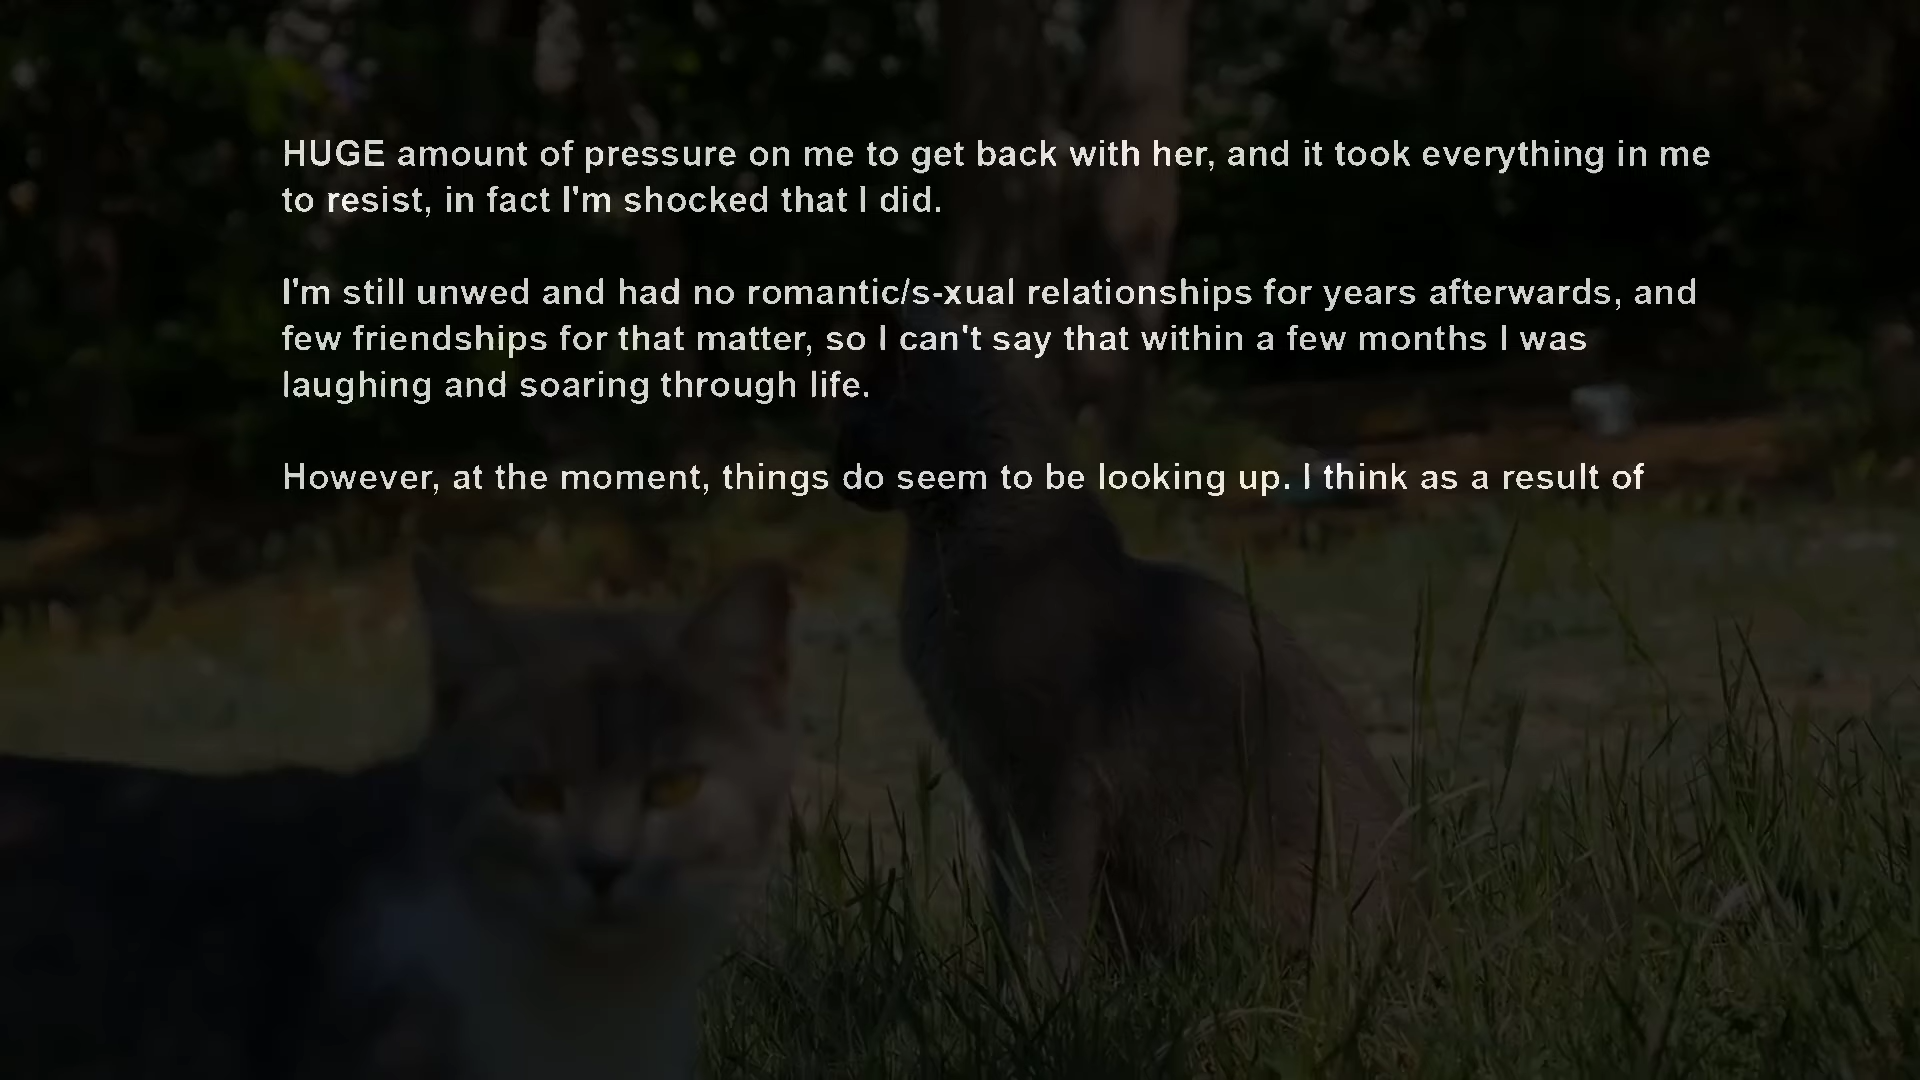 HUGE amount of pressure on me to get back with her, and it took everything in me
to resist, in fact I'm shocked that I did.
I'm still unwed and had no romantic/s-xual relationships for years afterwards, and
few friendships for that matter, so I can't say that within a few months I was
laughing and soaring through life.
However, at the moment, things do seem to be looking up. I think as a result of